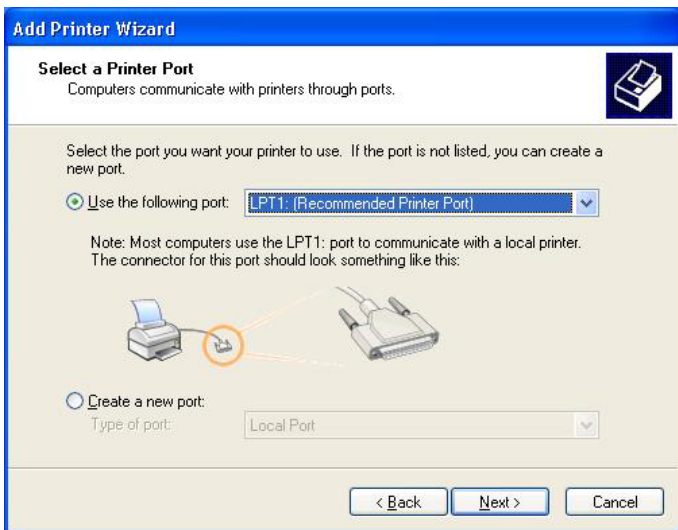 Add Printer Wizard
Select a Printer Port
Computers communicate with printers through ports.
Select the port you want your printer to use.  If the port is not listed, you can create a
new port.
Use the following port:
LPT1: (Recommended Printer Port)
Note: Most computers use the LPT1: port to communicate with a local printer.
The connector for this port should look something like this:
Create a new port:
Type of port:
Local Port
< Back
Next >
Cancel